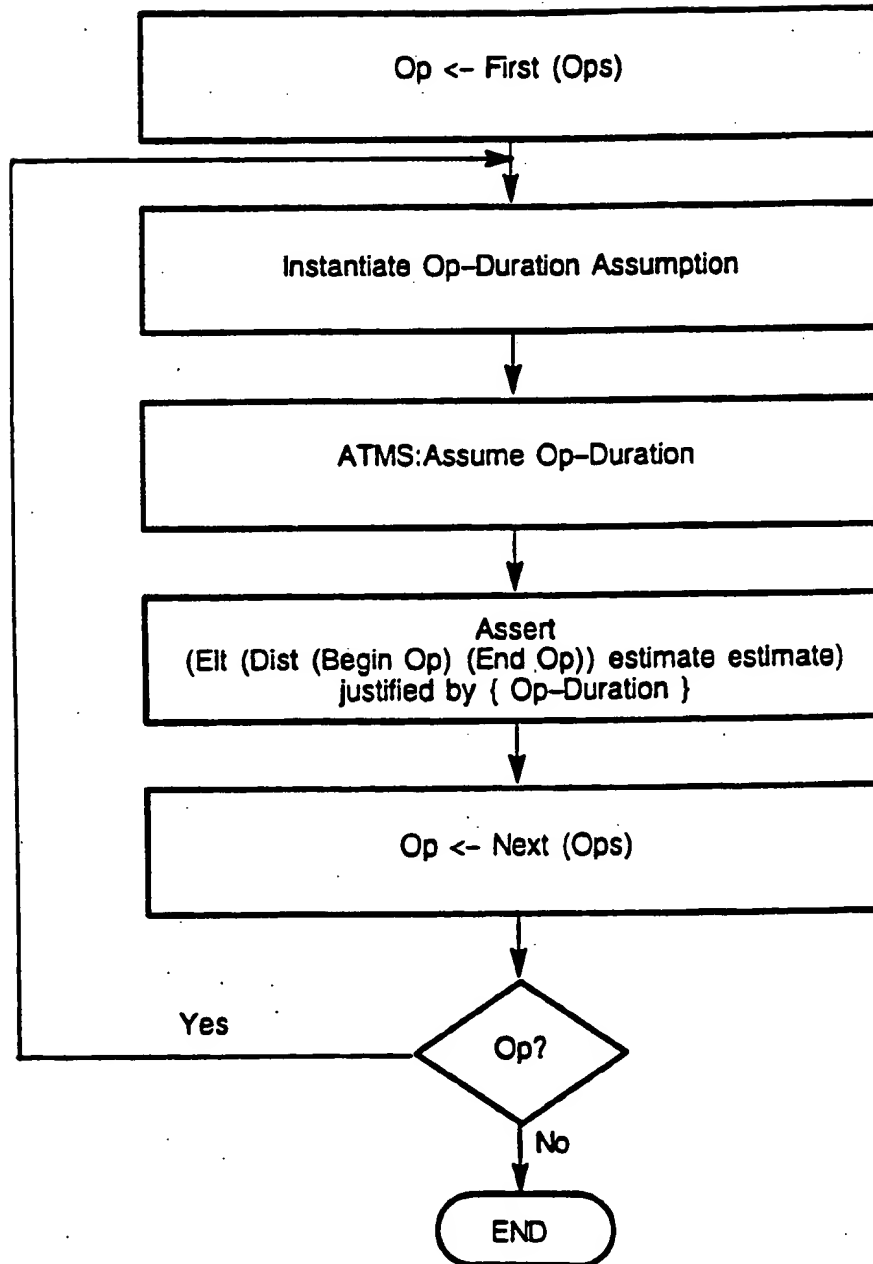 Op <- First (Ops)
Instantiate Op-Duration Assumption
ATMS:Assume Op-Duration
Assert
(Elt (Dist (Begin Op) (End Op)) estimate estimate)
justified by { Op-Duration }
Op <- Next (Ops)
Yes
Op?
No
END